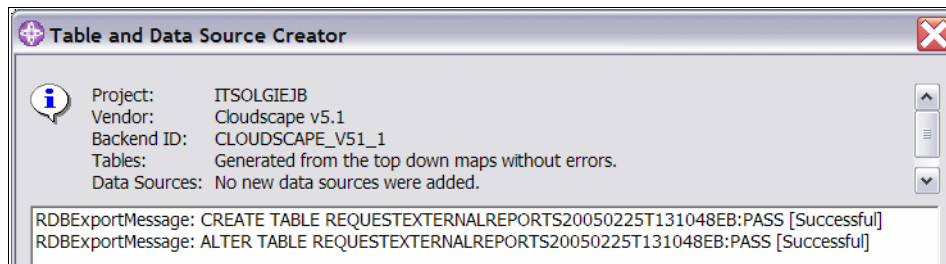 Table and Data Source Creator
Project: ITSOLGIEJB
Vendor: Cloudscape v5.1
Backend ID: CLOUDSCAPE_V51_1
Tables: Generated from the top down maps without errors.
Data Sources: No new data sources were added.
RDBExportMessage: CREATE TABLE REQUESTEXTERNALREPORTS20050225T131048EB:PASS [Successful]
RDBExportMessage: ALTER TABLE REQUESTEXTERNALREPORTS20050225T131048EB:PASS [Successful]